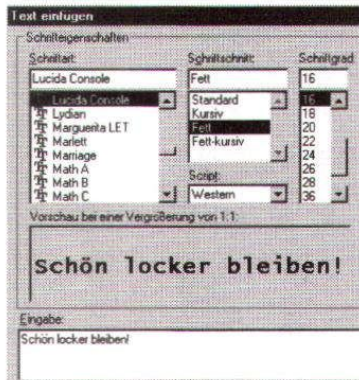 Text einfügen
Schrifteigenschaften
Schriftart: Schriftschnitt: Schriftgrad
Lucida Console Fett 16
Lucida Console Standard 16
Lydian Kursiv 18
Marguerita LET Fett 20
Marlett Fett-kursiv 22
Marriage 24
Math A Script: 26
Math B Western 28
Math C 36
Vorschau bei einer Vergrößerung von 1:1:
Schön locker bleiben!
Eingabe:
Schön locker bleiben!